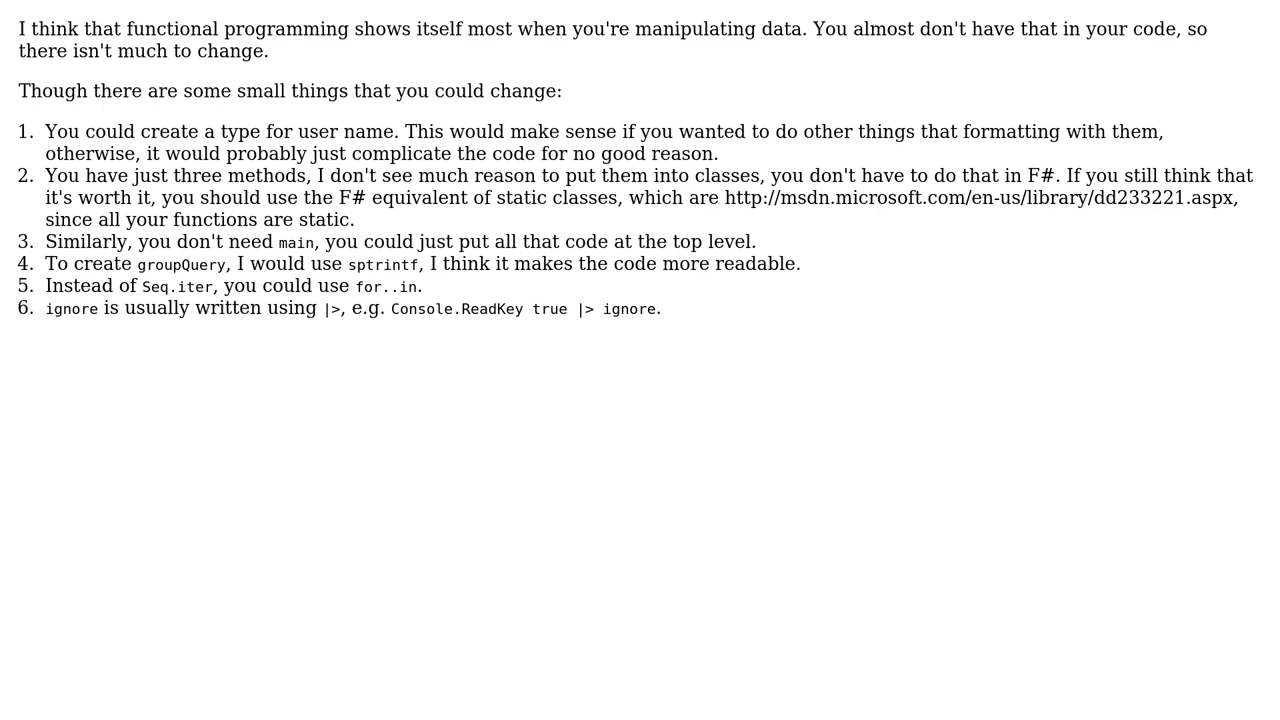 I think that functional programming shows itself most when you're manipulating data. You almost don't have that in your code, so
there isn't much to change.
Though there are some small things that you could change:
1. You could create a type for user name. This would make sense if you wanted to do other things that formatting with them,
otherwise, it would probably just complicate the code for no good reason.
2. You have just three methods, I don't see much reason to put them into classes, you don't have to do that in F#. If you still think that
it's worth it, you should use the F# equivalent of static classes, which are http://msdn.microsoft.com/en-us/library/dd233221.aspx,
since all your functions are static.
3. Similarly, you don't need main, you could just put all that code at the top level.
4. To create groupQuery, I would use sptrintf, I think it makes the code more readable.
5. Instead of Seq.iter, you could use for..in.
6. ignore is usually written using |>, e.g. Console.ReadKey true |> ignore.